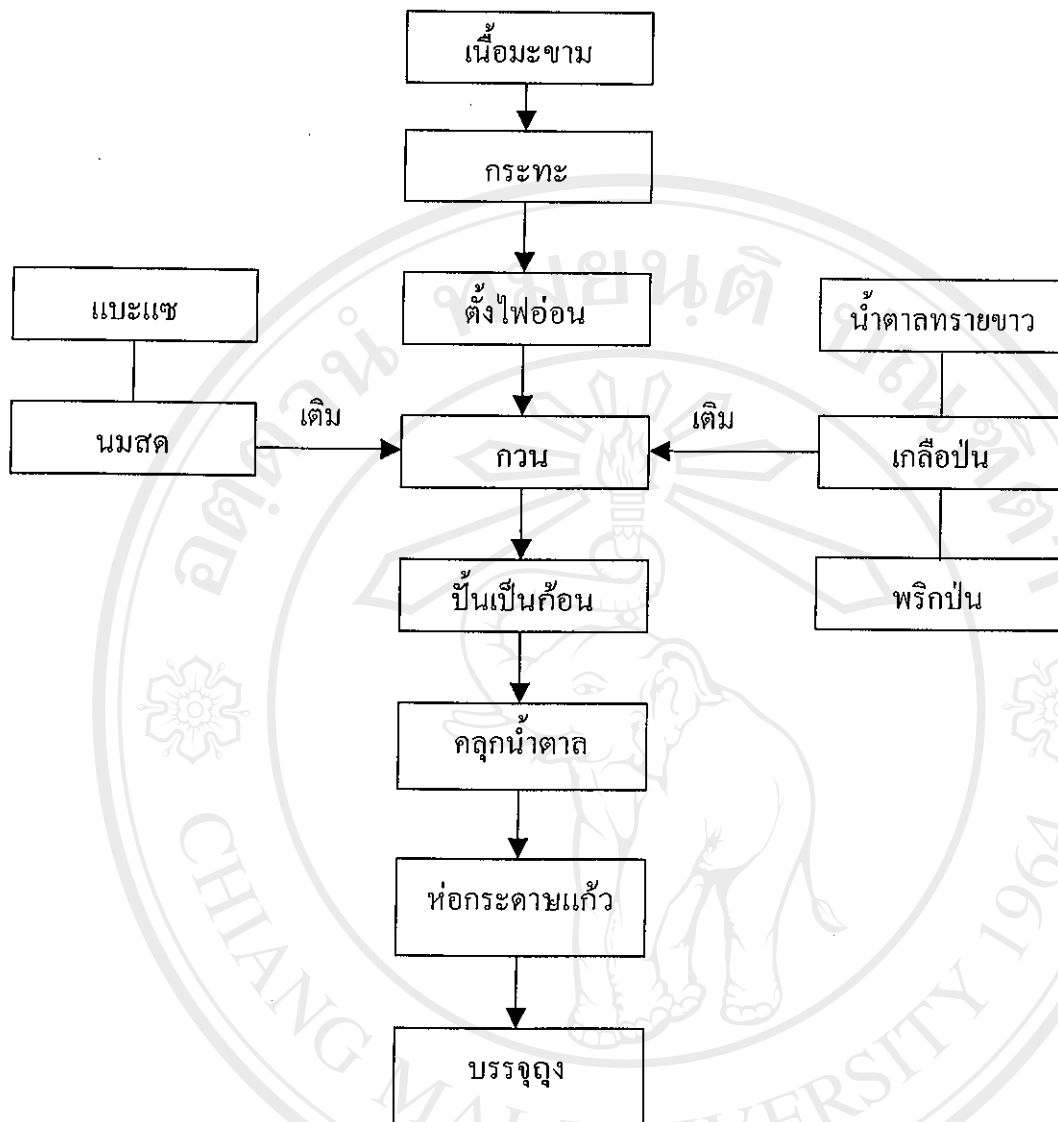 เนื้อมะขาม
กระทะ
ตั้งไฟอ่อน
แบะแซ
น้ำตาลทรายขาว
นมสด
เติม
กวน
เติม
เกลือป่น
ปั้นเป็นก้อน
พริกป่น
คลุกน้ำตาล
ห่อกระดาษแก้ว
บรรจุถุง
CHIANG MAI UNIVERSITY 1964